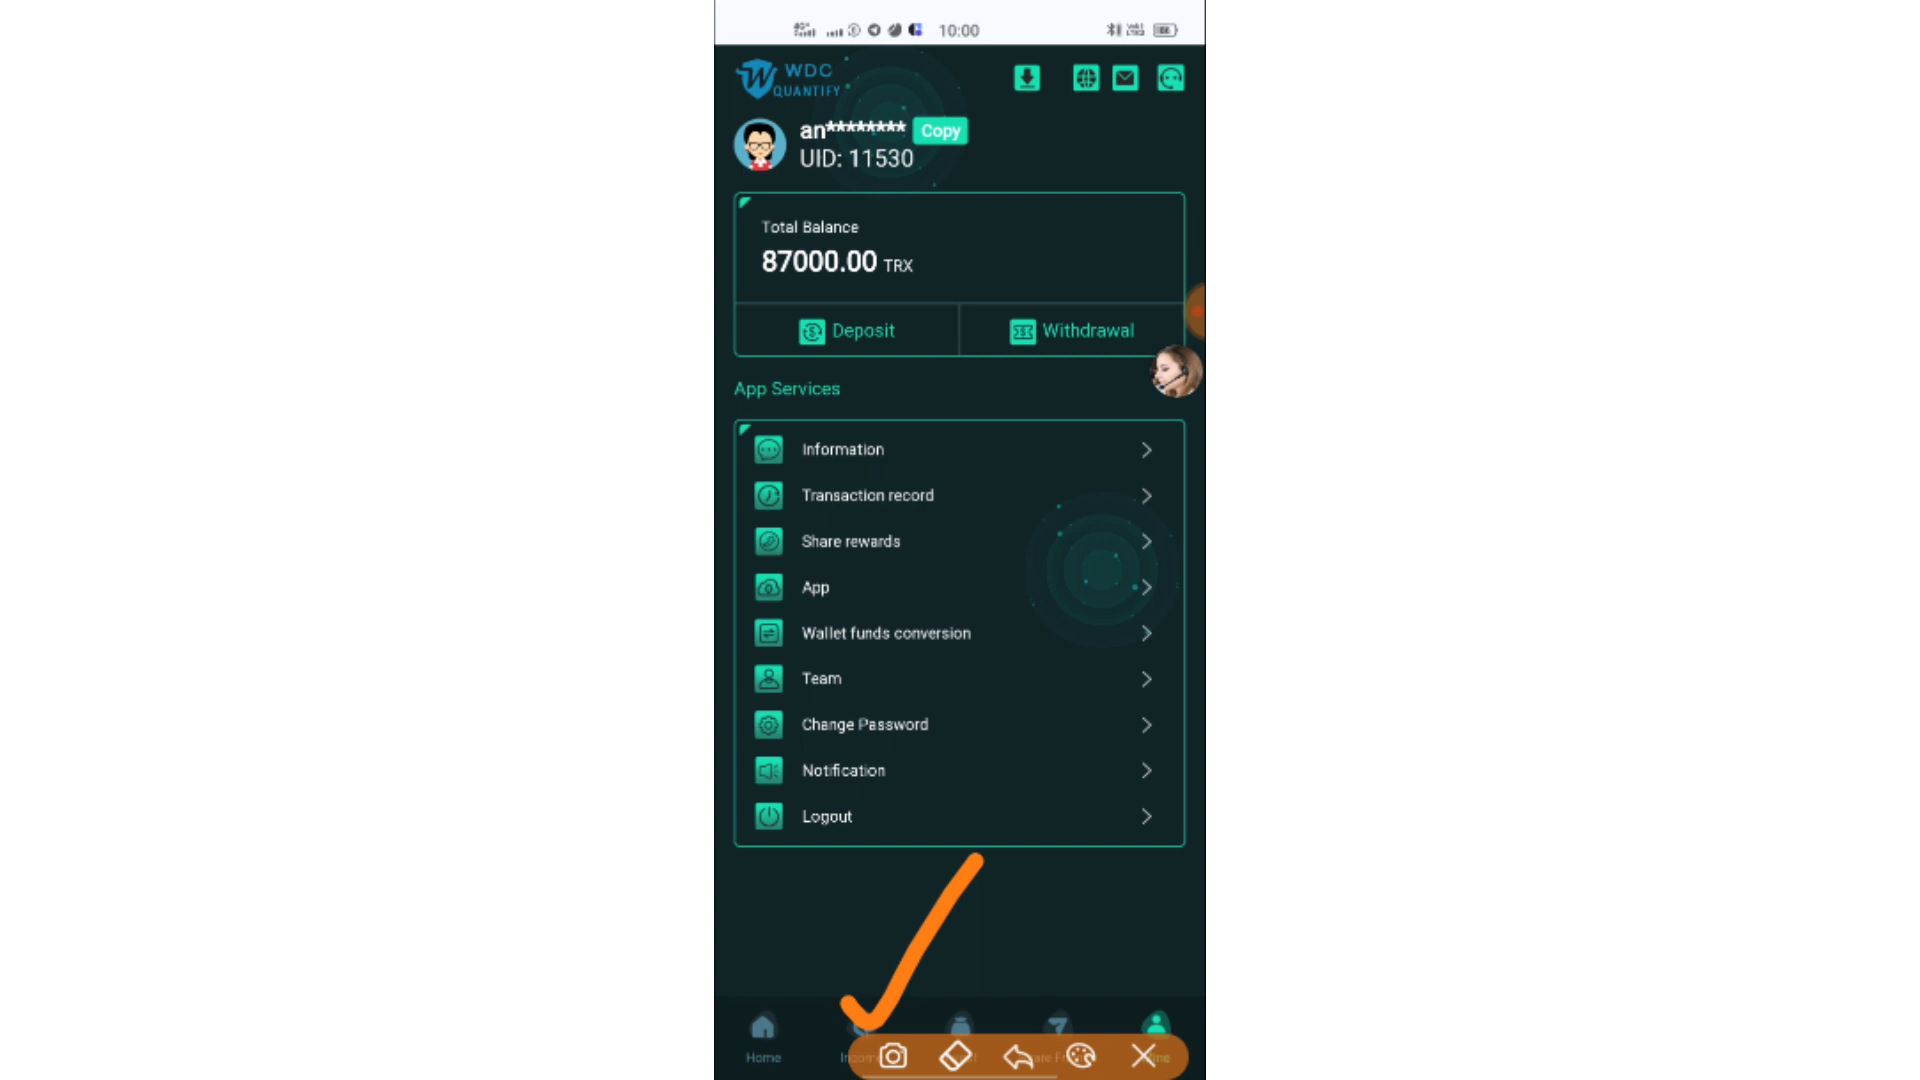 10:00
WDC
QUANTIFY
an******** Copy
UID: 11530
Total Balance
87000.00 TRX
Deposit Withdrawal
App Services
Information
Transaction record
Share rewards
App
Wallet funds conversion
Team
Change Password
Notification
Logout
Home